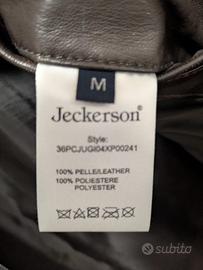 M
Jeckerson®
Style:
36PCJUGI04XP00241
100% PELLE/LEATHER
100% POLIESTERE
POLYESTER
subito